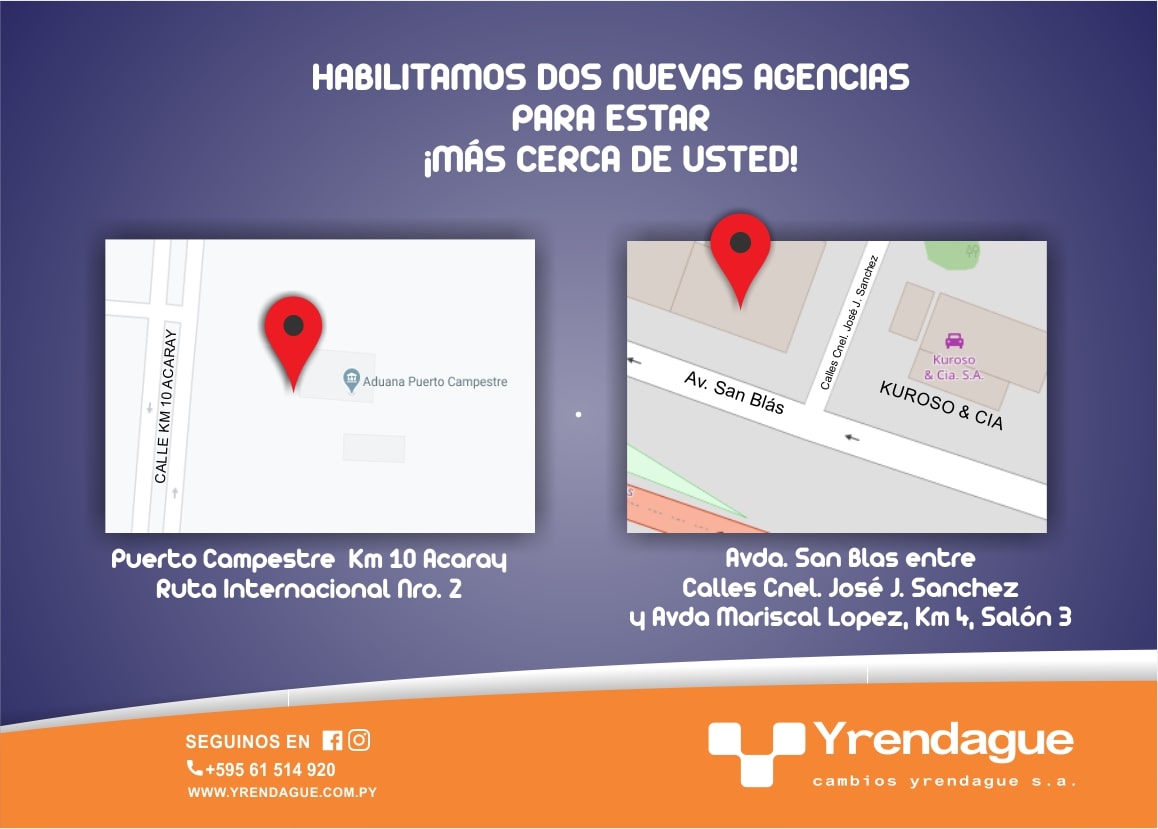 HABILITAMOS DOS NUEVAS AGENCIAS
PARA ESTAR
¡MÁS CERCA DE USTED!
CALLE KM 10 ACARAY
Aduana Puerto Campestre
Calles Cnel. José J. Sanchez
Av. San Blás
Kuroso
& Cia. S.A.
KUROSO & CIA
Puerto Campestre Km 10 Acaray
Ruta Internacional Nro. 2
Avda. San Blas entre
Calles Cnel. José J. Sanchez
y Avda Mariscal Lopez, Km 4, Salón 3
SEGUINOS EN
+595 61 514 920
WWW.YRENDAGUE.COM.PY
Yrendague
cambios yrendague s.a.